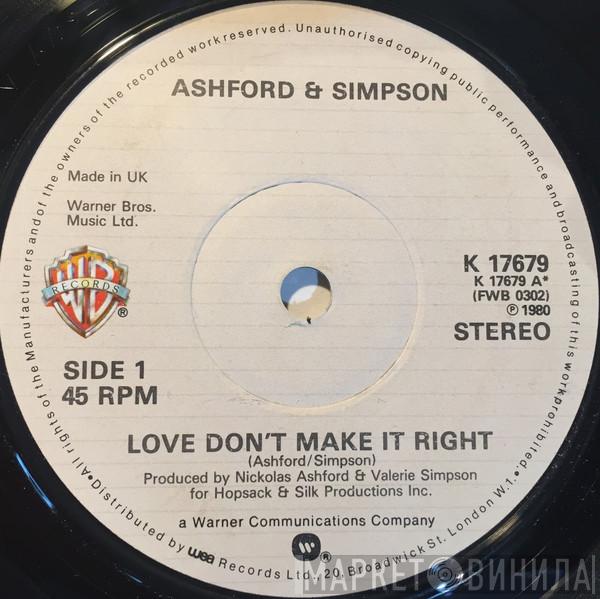 •All rights of the Manufacturers and of the owners of the recorded work reserved. Unauthorised copying public performance and broadcasting of this work prohibited.•
ASHFORD & SIMPSON
Made in UK
Warner Bros.
Music Ltd.
WB
RECORDS
®
K 17679
K 17679 A*
(FWB 0302)
℗ 1980
STEREO
SIDE 1
45 RPM
LOVE DON'T MAKE IT RIGHT
(Ashford/Simpson)
Produced by Nickolas Ashford & Valerie Simpson
for Hopsack & Silk Productions Inc.
a Warner Communications Company
®
•Distributed by wea Records Ltd., 20, Broadwick St. London W.1.•
МАРКЕТ ВИНИЛА